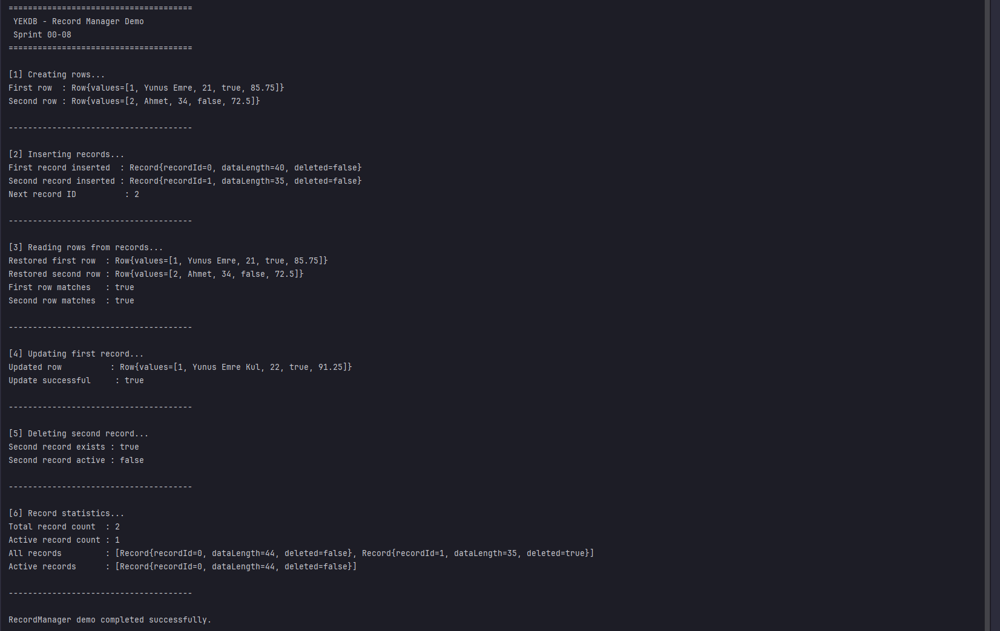 ======================================
 YEKDB - Record Manager Demo
 Sprint 00-08
======================================
[1] Creating rows...
First row  : Row{values=[1, Yunus Emre, 21, true, 85.75]}
Second row : Row{values=[2, Ahmet, 34, false, 72.5]}
--------------------------------------
[2] Inserting records...
First record inserted  : Record{recordId=0, dataLength=40, deleted=false}
Second record inserted : Record{recordId=1, dataLength=35, deleted=false}
Next record ID          : 2
--------------------------------------
[3] Reading rows from records...
Restored first row  : Row{values=[1, Yunus Emre, 21, true, 85.75]}
Restored second row : Row{values=[2, Ahmet, 34, false, 72.5]}
First row matches   : true
Second row matches  : true
--------------------------------------
[4] Updating first record...
Updated row          : Row{values=[1, Yunus Emre Kul, 22, true, 91.25]}
Update successful     : true
--------------------------------------
[5] Deleting second record...
Second record exists : true
Second record active : false
--------------------------------------
[6] Record statistics...
Total record count  : 2
Active record count : 1
All records         : [Record{recordId=0, dataLength=44, deleted=false}, Record{recordId=1, dataLength=35, deleted=true}]
Active records      : [Record{recordId=0, dataLength=44, deleted=false}]
--------------------------------------
RecordManager demo completed successfully.